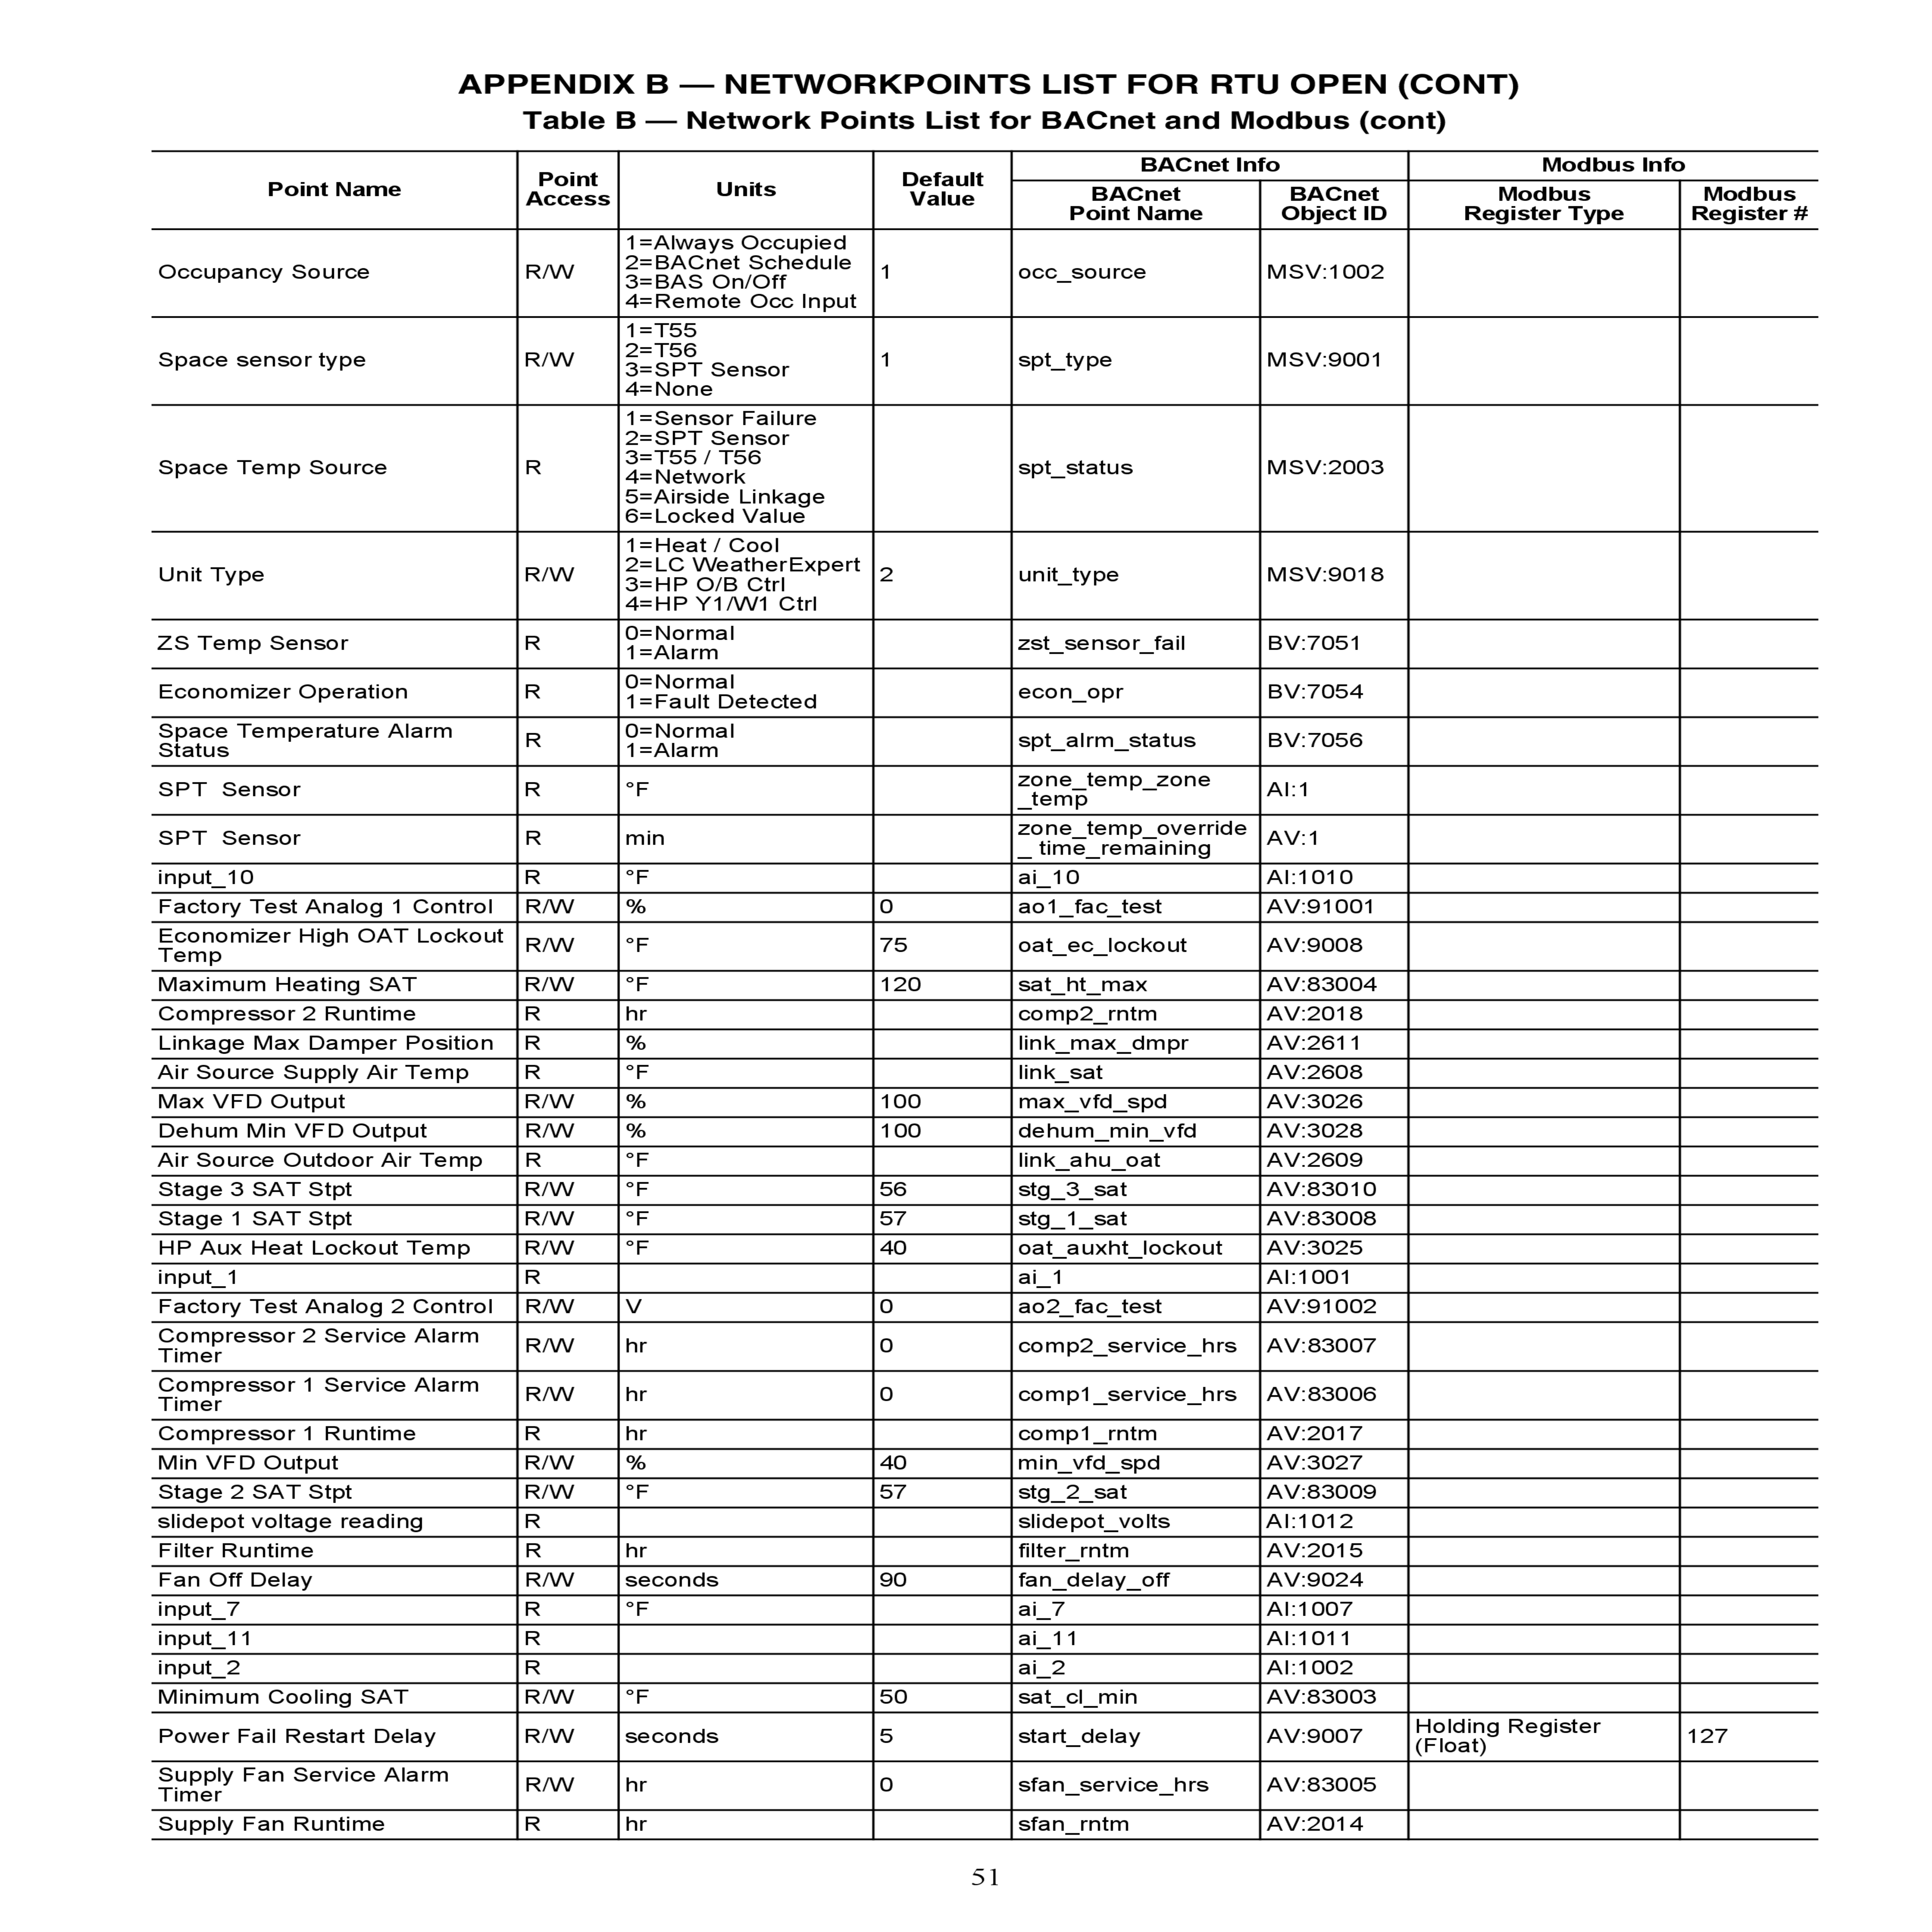 APPENDIX B — NETWORKPOINTS LIST FOR RTU OPEN (CONT)
Table B — Network Points List for BACnet and Modbus (cont)
Point Name Point Access Units Default Value BACnet Info Modbus Info
BACnet Point Name BACnet Object ID Modbus Register Type Modbus Register #
Occupancy Source R/W 1=Always Occupied
2=BACnet Schedule
3=BAS On/Off
4=Remote Occ Input 1 occ_source MSV:1002
Space sensor type R/W 1=T55
2=T56
3=SPT Sensor
4=None 1 spt_type MSV:9001
Space Temp Source R 1=Sensor Failure
2=SPT Sensor
3=T55 / T56
4=Network
5=Airside Linkage
6=Locked Value spt_status MSV:2003
Unit Type R/W 1=Heat / Cool
2=LC WeatherExpert
3=HP O/B Ctrl
4=HP Y1/W1 Ctrl 2 unit_type MSV:9018
ZS Temp Sensor R 0=Normal
1=Alarm zst_sensor_fail BV:7051
Economizer Operation R 0=Normal
1=Fault Detected econ_opr BV:7054
Space Temperature Alarm
Status R 0=Normal
1=Alarm spt_alrm_status BV:7056
SPT Sensor R °F zone_temp_zone
_temp AI:1
SPT Sensor R min zone_temp_override
_ time_remaining AV:1
input_10 R °F ai_10 AI:1010
Factory Test Analog 1 Control R/W % 0 ao1_fac_test AV:91001
Economizer High OAT Lockout
Temp R/W °F 75 oat_ec_lockout AV:9008
Maximum Heating SAT R/W °F 120 sat_ht_max AV:83004
Compressor 2 Runtime R hr comp2_rntm AV:2018
Linkage Max Damper Position R % link_max_dmpr AV:2611
Air Source Supply Air Temp R °F link_sat AV:2608
Max VFD Output R/W % 100 max_vfd_spd AV:3026
Dehum Min VFD Output R/W % 100 dehum_min_vfd AV:3028
Air Source Outdoor Air Temp R °F link_ahu_oat AV:2609
Stage 3 SAT Stpt R/W °F 56 stg_3_sat AV:83010
Stage 1 SAT Stpt R/W °F 57 stg_1_sat AV:83008
HP Aux Heat Lockout Temp R/W °F 40 oat_auxht_lockout AV:3025
input_1 R ai_1 AI:1001
Factory Test Analog 2 Control R/W V 0 ao2_fac_test AV:91002
Compressor 2 Service Alarm
Timer R/W hr 0 comp2_service_hrs AV:83007
Compressor 1 Service Alarm
Timer R/W hr 0 comp1_service_hrs AV:83006
Compressor 1 Runtime R hr comp1_rntm AV:2017
Min VFD Output R/W % 40 min_vfd_spd AV:3027
Stage 2 SAT Stpt R/W °F 57 stg_2_sat AV:83009
slidepot voltage reading R slidepot_volts AI:1012
Filter Runtime R hr filter_rntm AV:2015
Fan Off Delay R/W seconds 90 fan_delay_off AV:9024
input_7 R °F ai_7 AI:1007
input_11 R ai_11 AI:1011
input_2 R ai_2 AI:1002
Minimum Cooling SAT R/W °F 50 sat_cl_min AV:83003
Power Fail Restart Delay R/W seconds 5 start_delay AV:9007 Holding Register
(Float) 127
Supply Fan Service Alarm
Timer R/W hr 0 sfan_service_hrs AV:83005
Supply Fan Runtime R hr sfan_rntm AV:2014
51